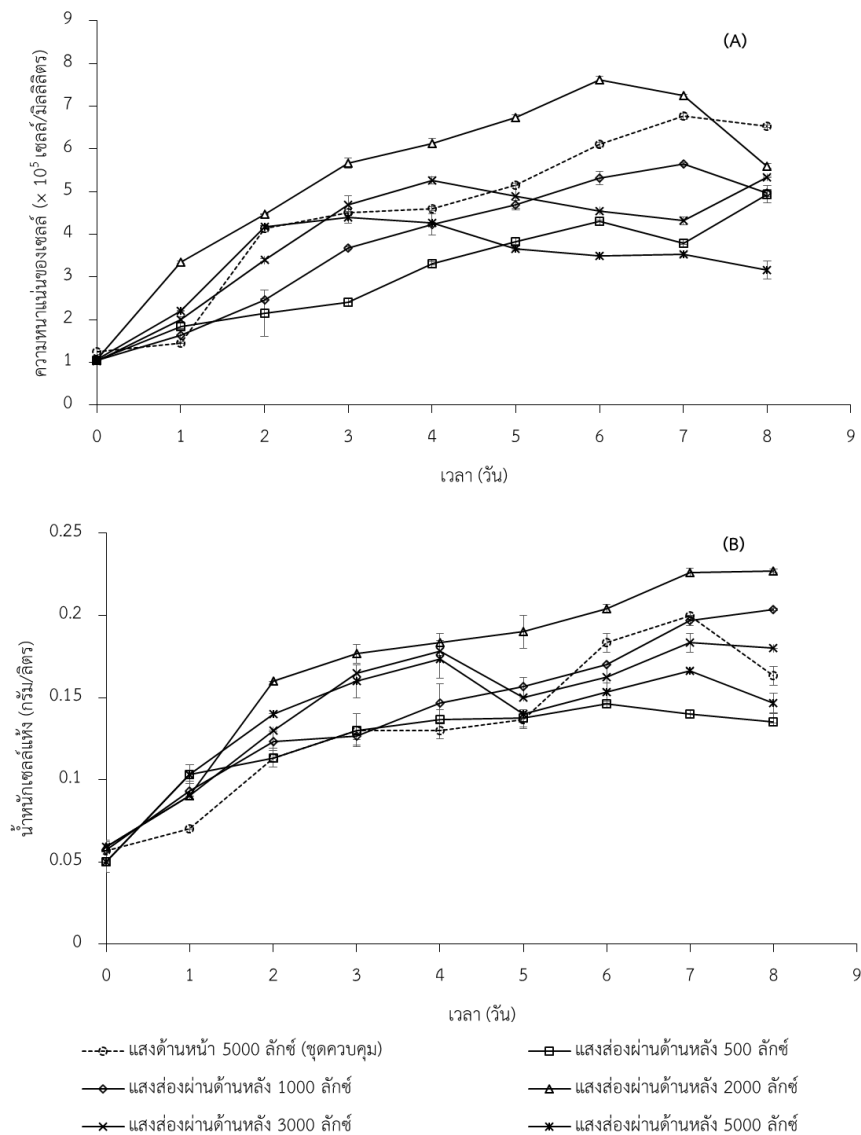 (A)
ความหนาแน่นของเซลล์ (× 10⁵ เซลล์/มิลลิลิตร)
9
8
7
6
5
4
3
2
1
0
0 1 2 3 4 5 6 7 8 9
เวลา (วัน)
(B)
น้ำหนักเซลล์แห้ง (กรัม/ลิตร)
0.25
0.2
0.15
0.1
0.05
0
0 1 2 3 4 5 6 7 8 9
เวลา (วัน)
แสงด้านหน้า 5000 ลักซ์ (ชุดควบคุม) แสงส่องผ่านด้านหลัง 500 ลักซ์
แสงส่องผ่านด้านหลัง 1000 ลักซ์ แสงส่องผ่านด้านหลัง 2000 ลักซ์
แสงส่องผ่านด้านหลัง 3000 ลักซ์ แสงส่องผ่านด้านหลัง 5000 ลักซ์